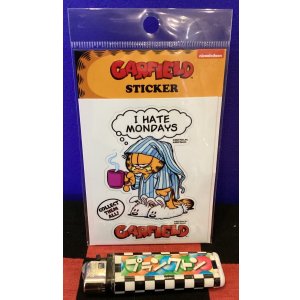 nickelodeon
GARFIELD
STICKER
I HATE
MONDAYS
COLLECT
THEM
ALL!
GARFIELD